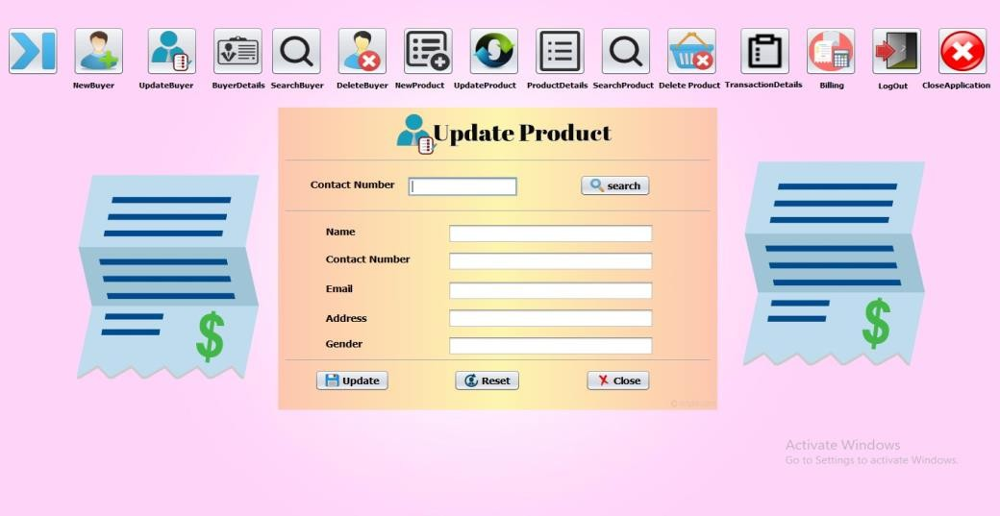 NewBuyer UpdateBuyer BuyerDetails SearchBuyer DeleteBuyer NewProduct UpdateProduct ProductDetails SearchProduct Delete Product TransactionDetails Billing LogOut CloseApplication
Update Product
Contact Number search
Name
Contact Number
Email
Address
Gender
Update Reset Close
Activate Windows
Go to Settings to activate Windows.